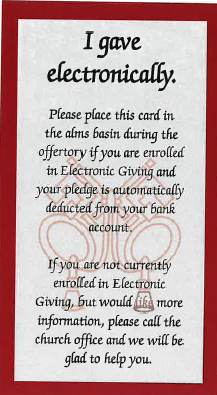 I gave
electronically.
Please place this card in
the alms basin during the
offertory if you are enrolled
in Electronic Giving and
your pledge is automatically
deducted from your bank
account.
If you are not currently
enrolled in Electronic
Giving, but would like more
information, please call the
church office and we will be
glad to help you.